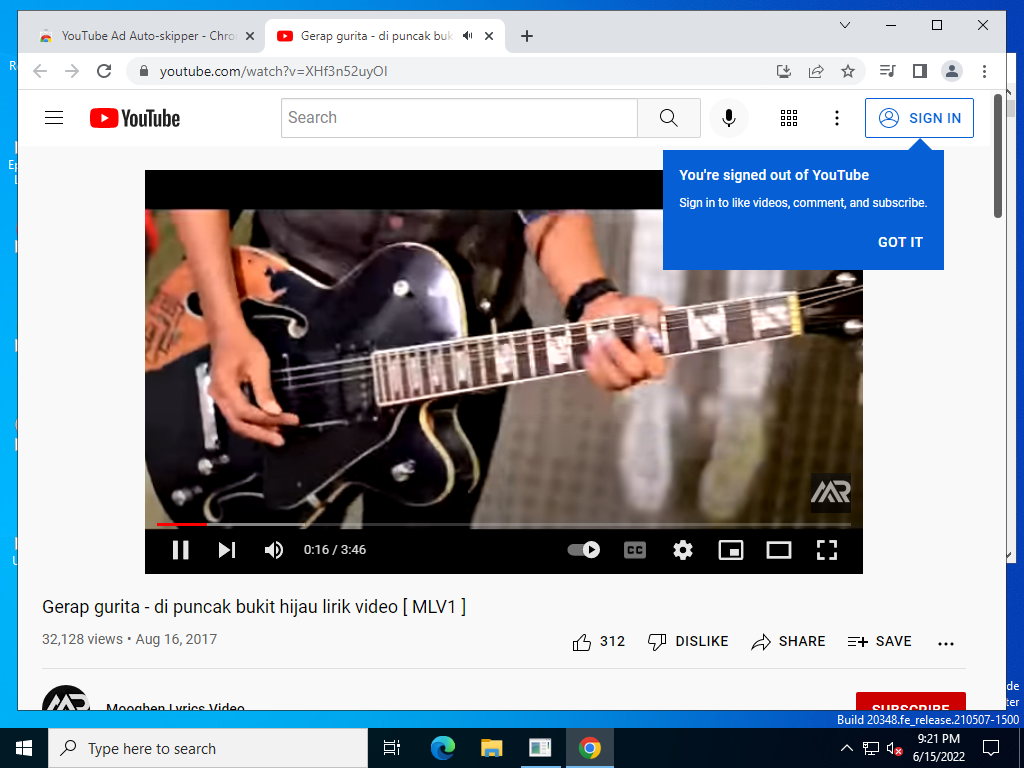 YouTube Ad Auto-skipper - Chro
Gerap gurita - di puncak buk
youtube.com/watch?v=XHf3n52uyOI
YouTube
Search
SIGN IN
You're signed out of YouTube
Sign in to like videos, comment, and subscribe.
GOT IT
MR
0:16 / 3:46
CC
Gerap gurita - di puncak bukit hijau lirik video [ MLV1 ]
32,128 views • Aug 16, 2017
312
DISLIKE
SHARE
SAVE
Mooghen Lyrics Video
SUBSCRIBE
Build 20348.fe_release.210507-1500
Type here to search
9:21 PM
6/15/2022